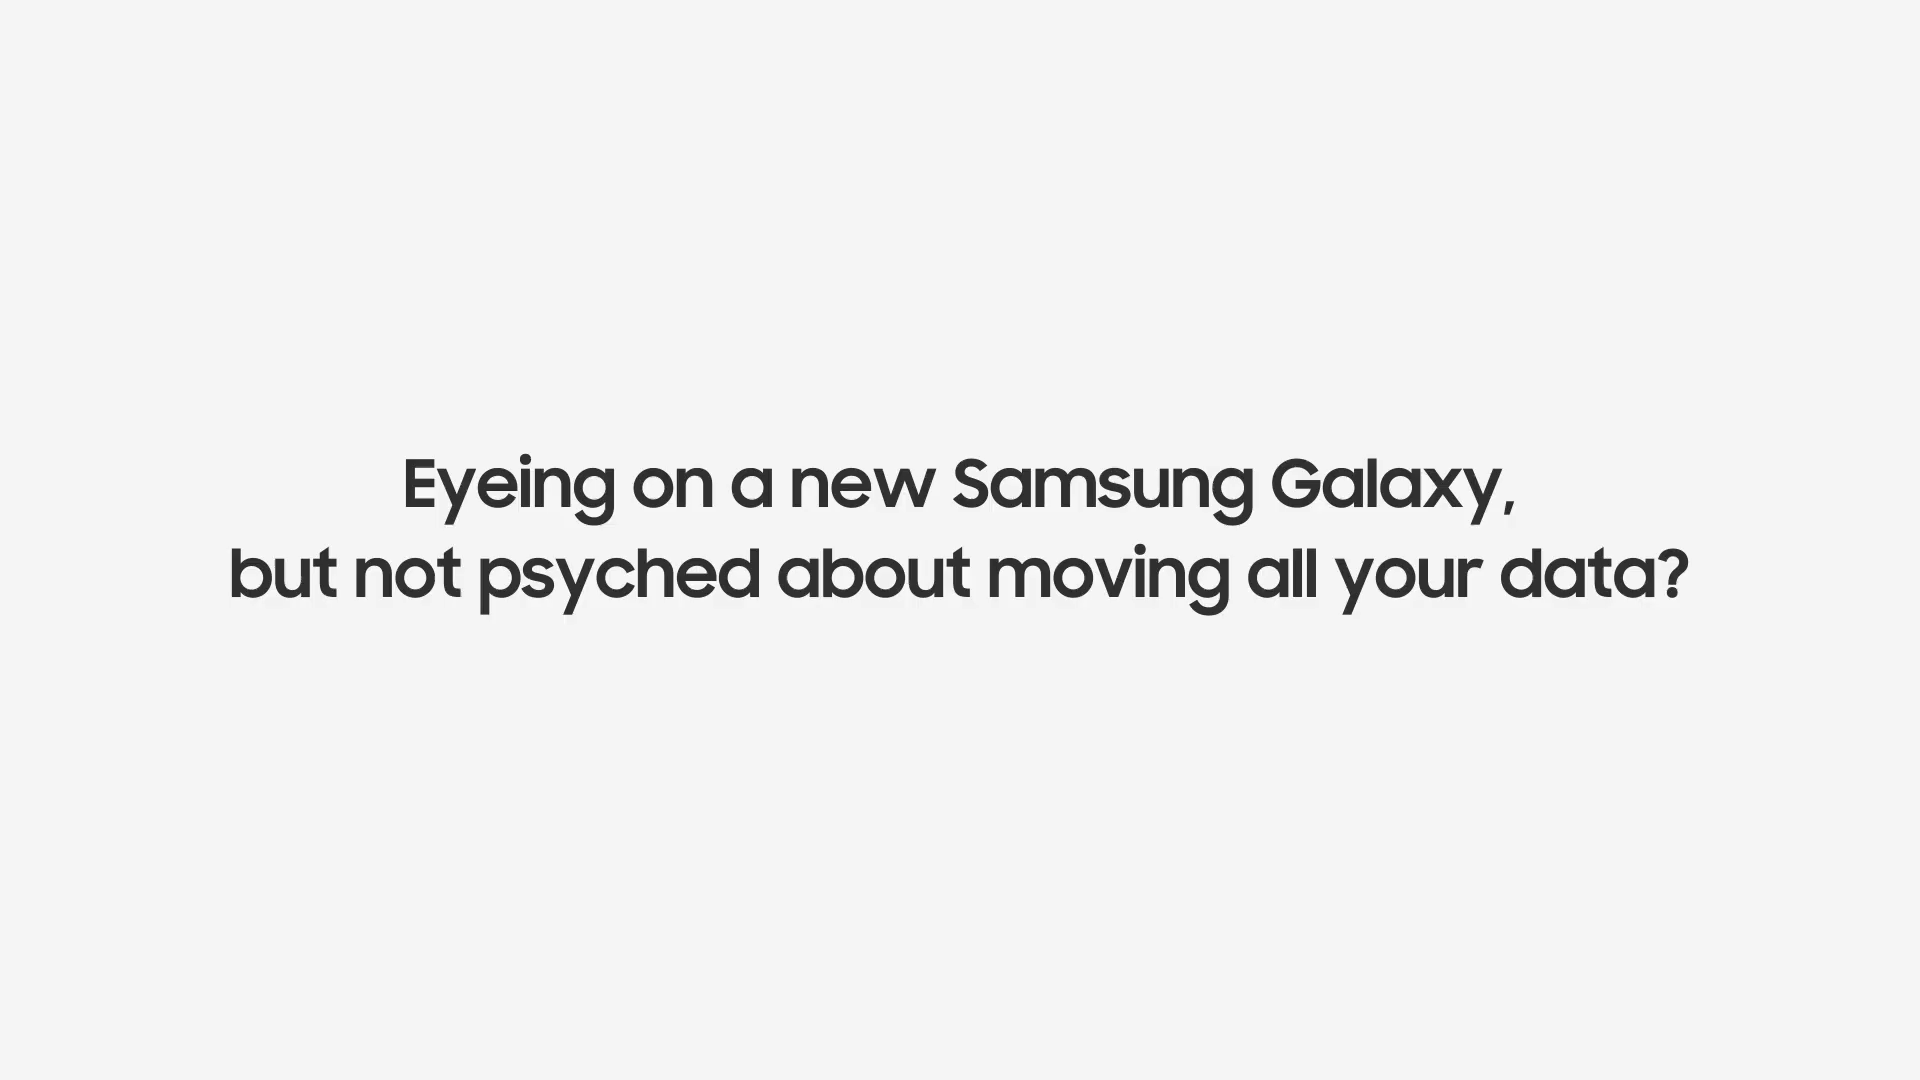 Eyeing on a new Samsung Galaxy,
but not psyched about moving all your data?